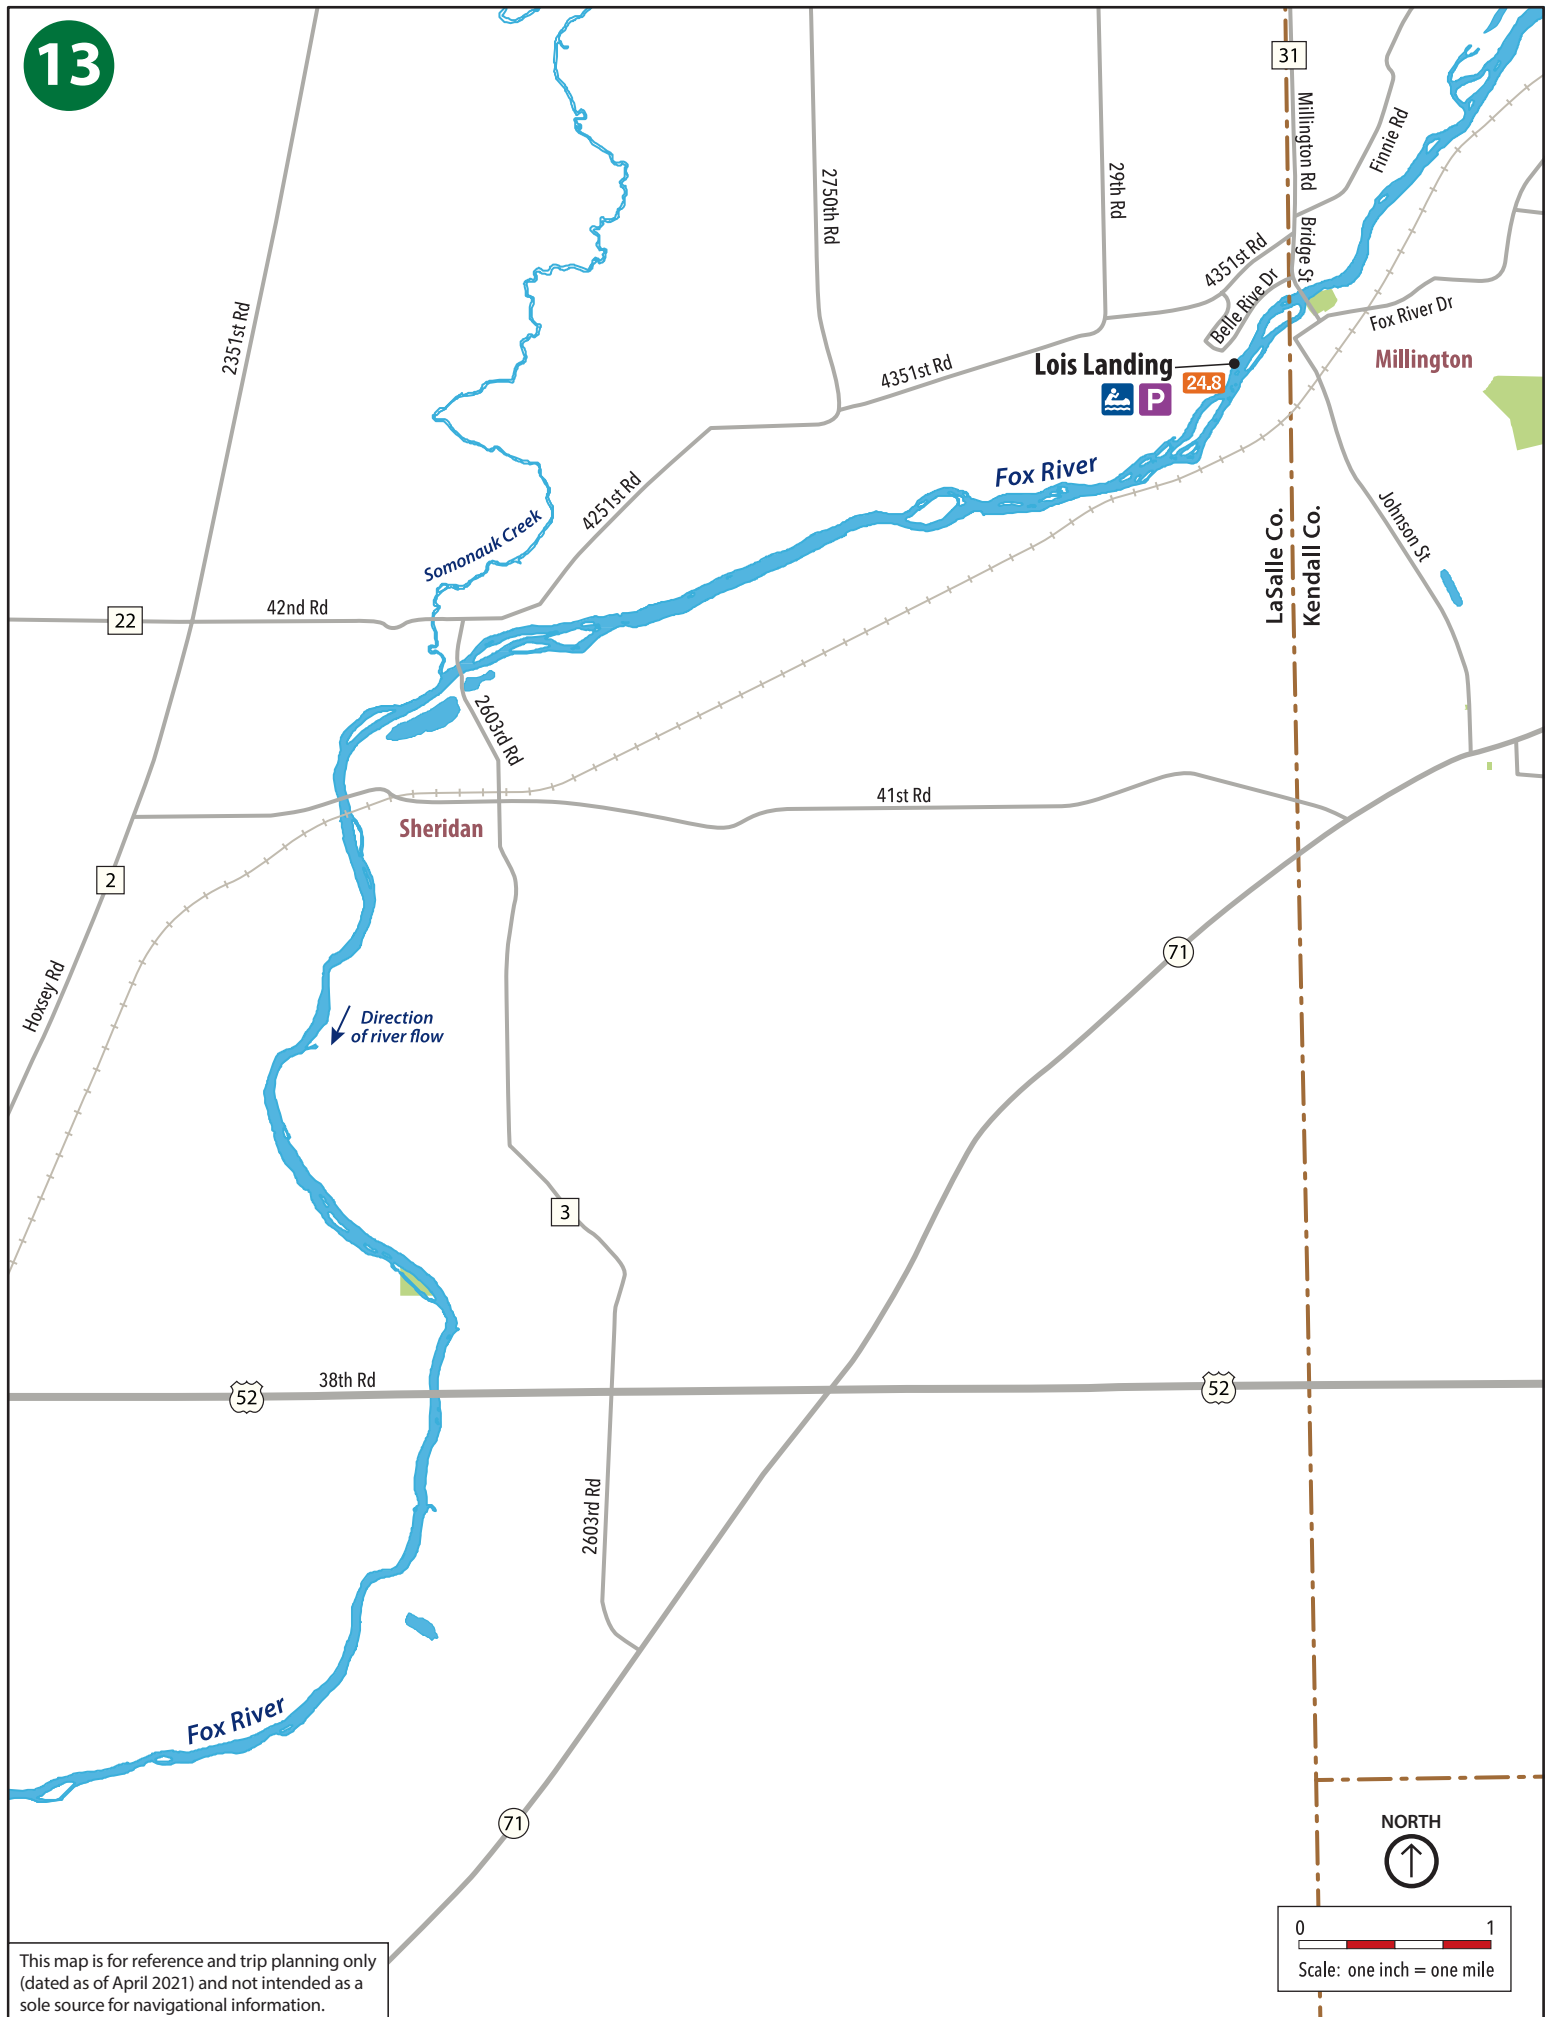 13
31
Millington Rd
Finnie Rd
2750th Rd
29th Rd
Bridge St
4351st Rd
Belle Rive Dr
2351st Rd
Fox River Dr
Millington
Lois Landing
24.8
P
4351st Rd
Fox River
4251st Rd
Johnson St
Somonauk Creek
LaSalle Co.
Kendall Co.
22
42nd Rd
2603rd Rd
41st Rd
Sheridan
2
71
Hoxsey Rd
Direction
of river flow
3
52
38th Rd
52
2603rd Rd
Fox River
71
NORTH
0 1
Scale: one inch = one mile
This map is for reference and trip planning only
(dated as of April 2021) and not intended as a
sole source for navigational information.